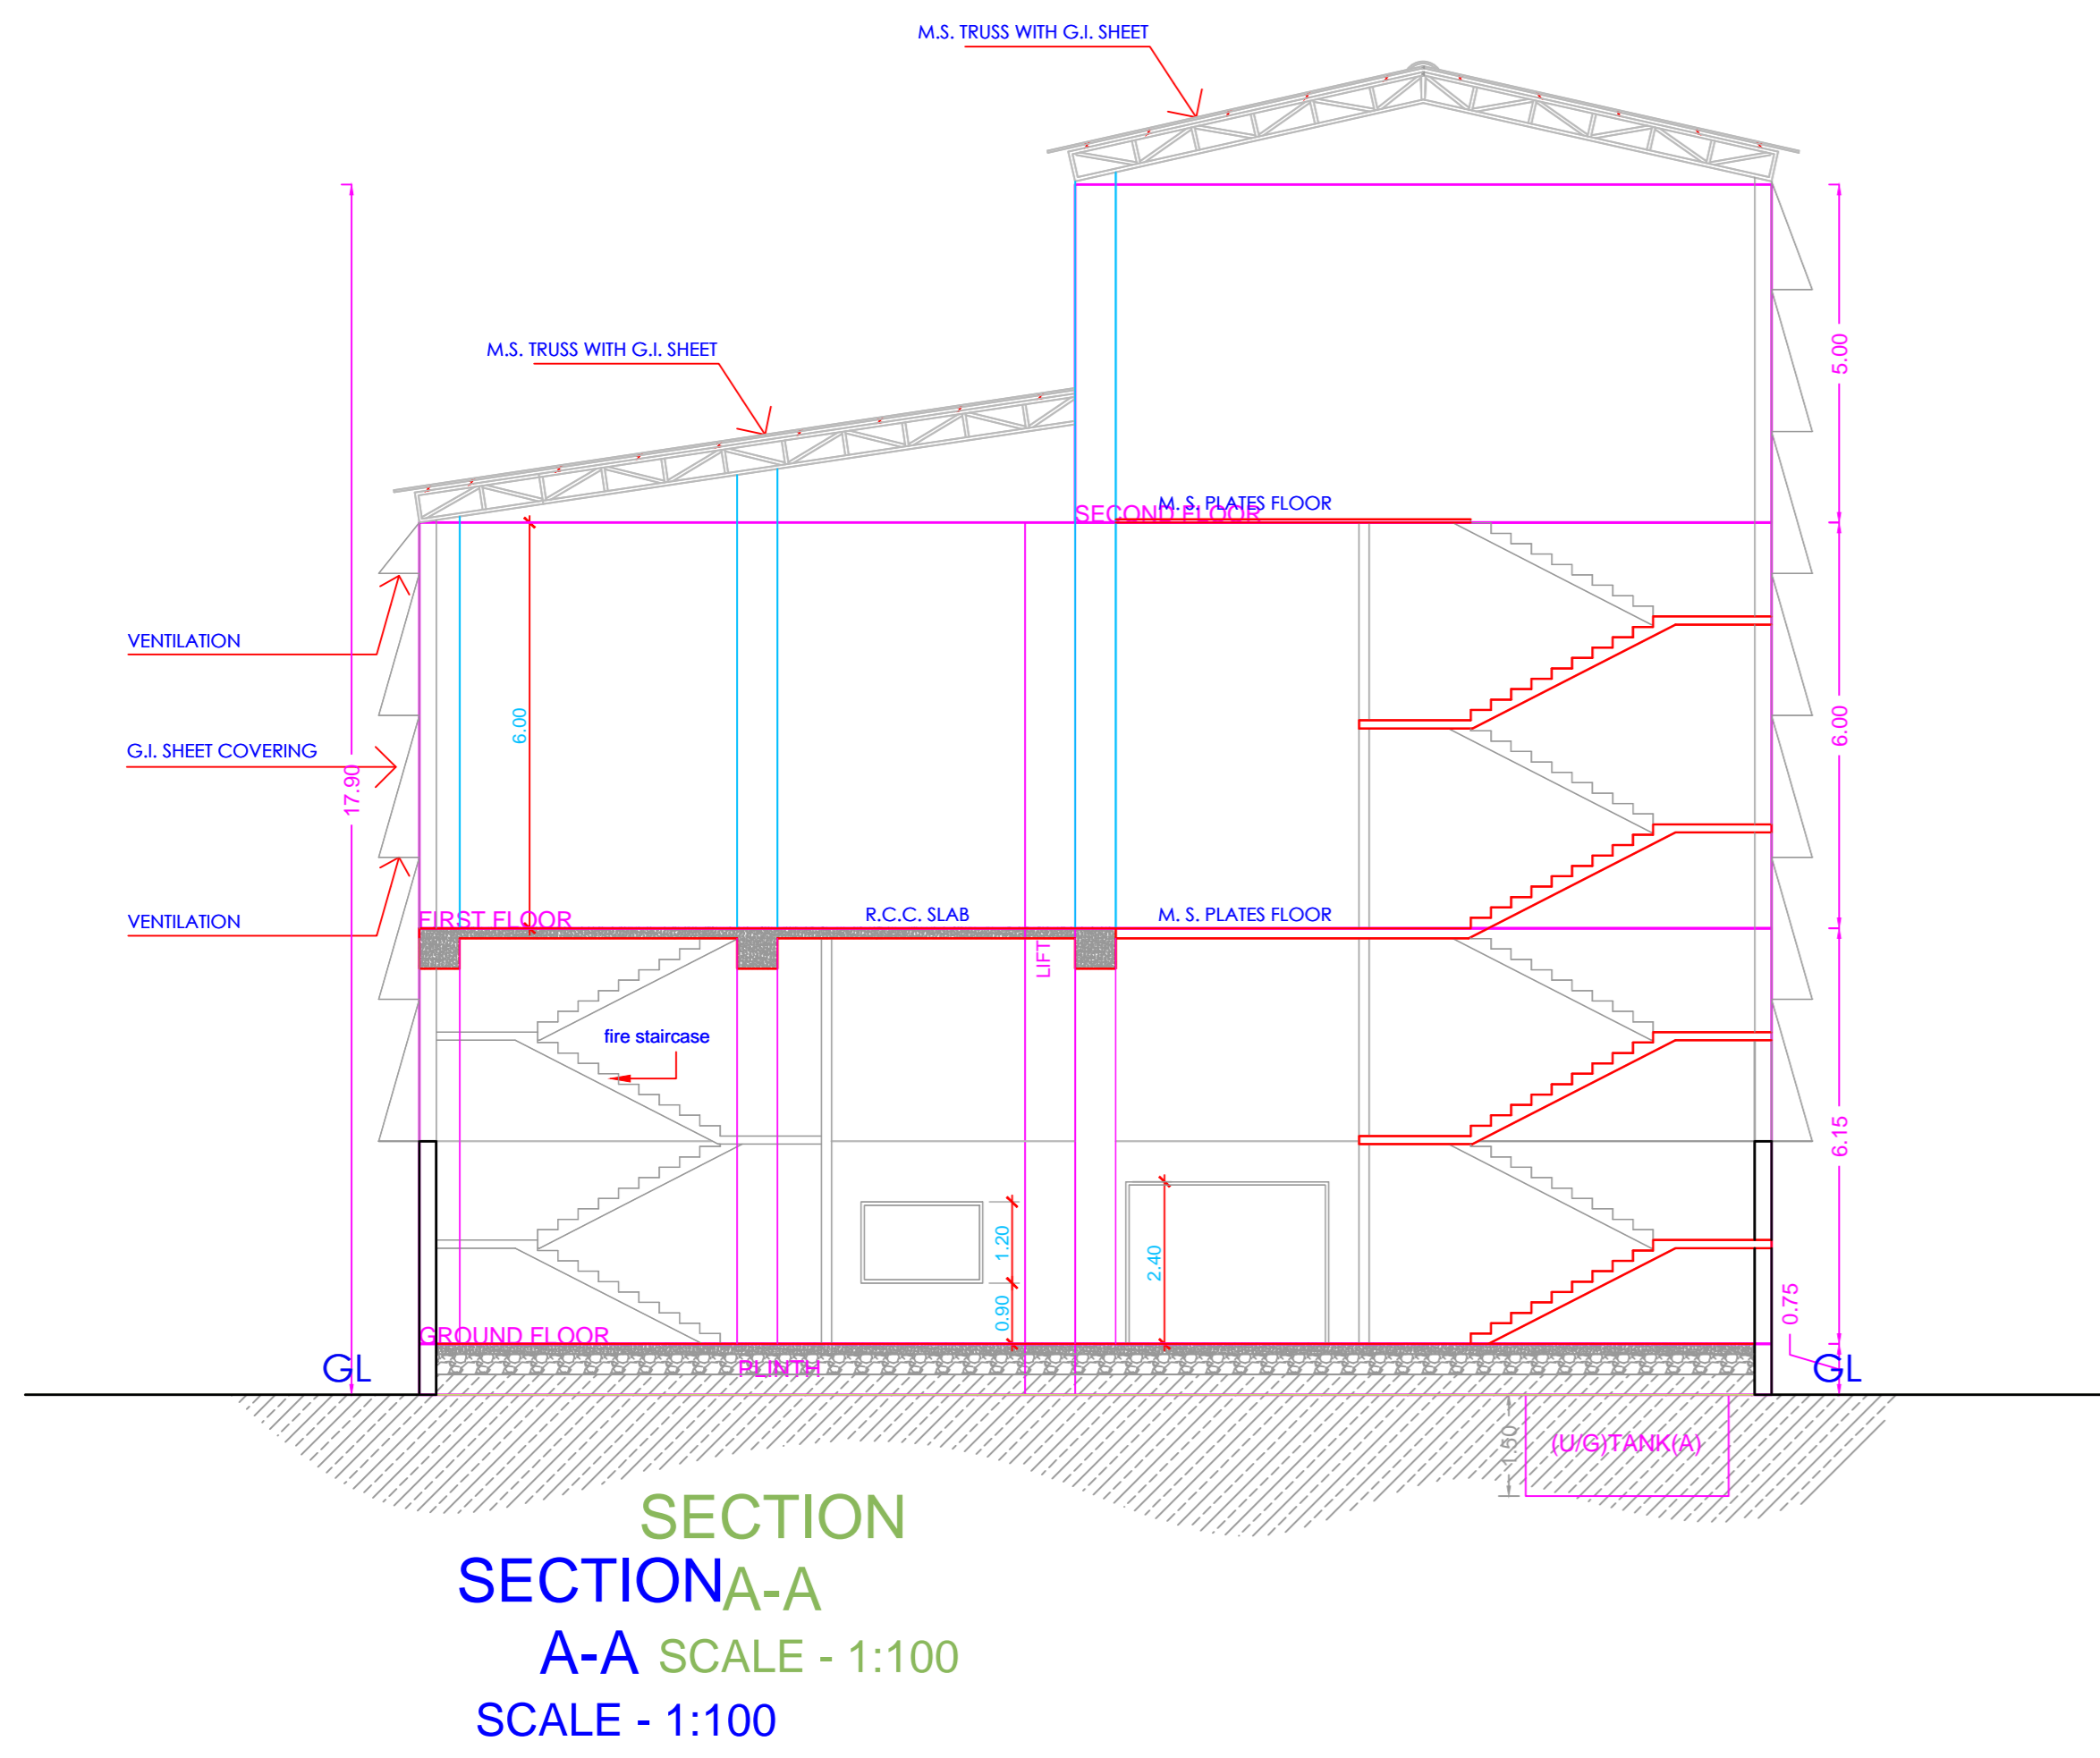 M.S. TRUSS WITH G.I. SHEET
M.S. TRUSS WITH G.I. SHEET
5.00
M. S. PLATES FLOOR
SECOND FLOOR
VENTILATION
6.00
6.00
G.I. SHEET COVERING
17.90
VENTILATION
FIRST FLOOR
R.C.C. SLAB
M. S. PLATES FLOOR
LIFT
fire staircase
6.15
1.20
2.40
0.90
0.75
GROUND FLOOR
GL
PLINTH
GL
1.50
(U/G)TANK(A)
SECTION
A-A
SCALE - 1:100
SECTION
A-A
SCALE - 1:100